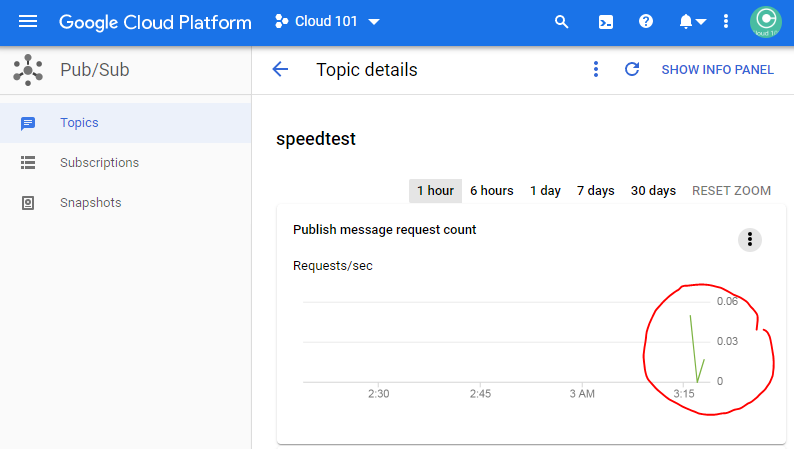 Google Cloud Platform Cloud 101
Pub/Sub
Topic details
SHOW INFO PANEL
Topics
Subscriptions
Snapshots
speedtest
1 hour 6 hours 1 day 7 days 30 days RESET ZOOM
Publish message request count
Requests/sec
0.06
0.03
0
2:30 2:45 3 AM 3:15